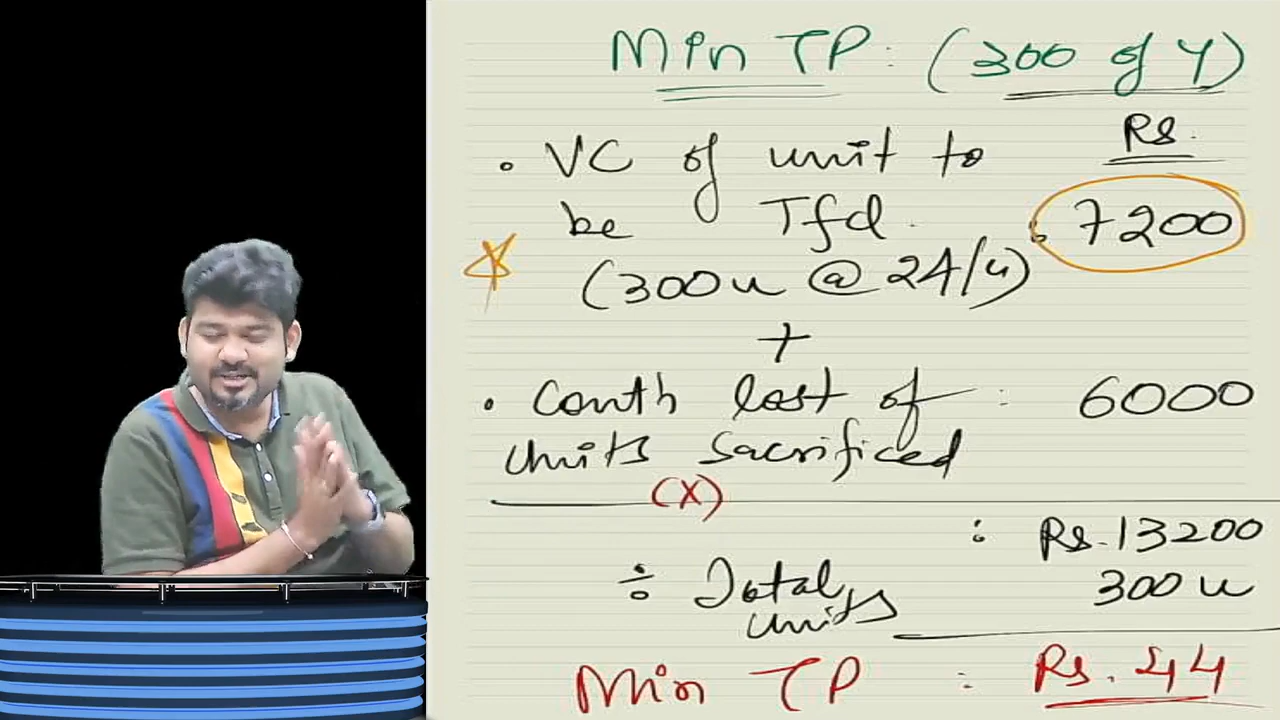 Min TP: (300 of Y)
Rs.
• VC of unit to
be Tfd. : 7200
(300u @ 24/u)
+
• Contb lost of : 6000
units sacrificed
(X)
: Rs. 13200
÷ Total units 300 u
Min TP : Rs. 44